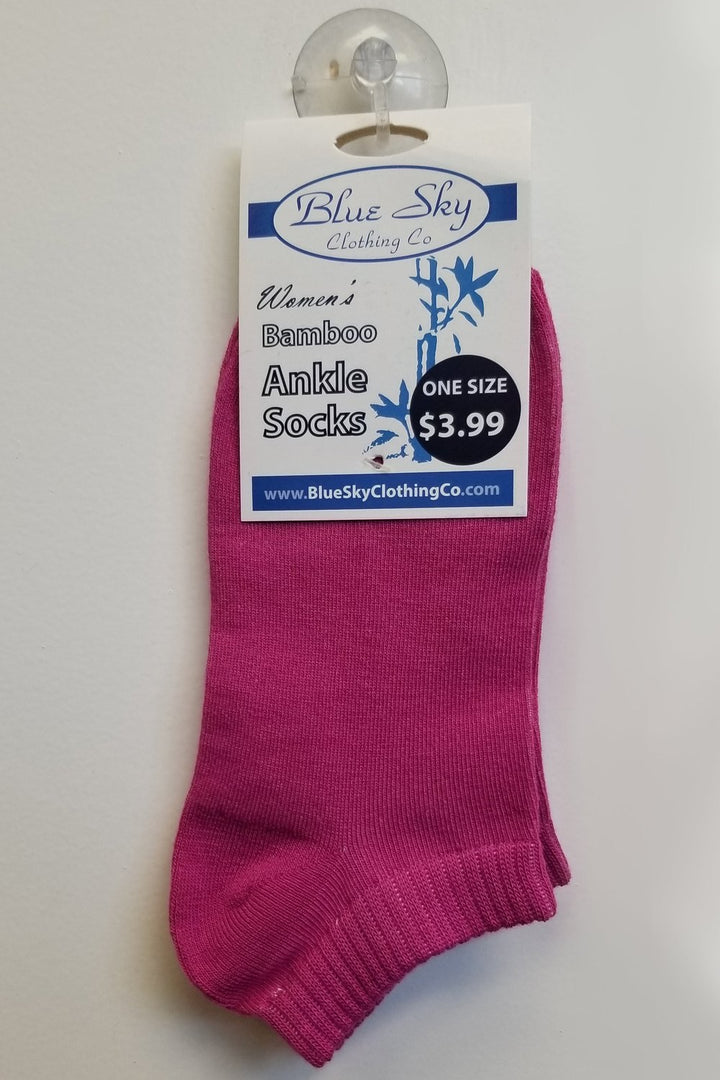 Blue Sky
Clothing Co
Women's
Bamboo
Ankle
Socks
ONE SIZE
$3.99
www.BlueSkyClothingCo.com